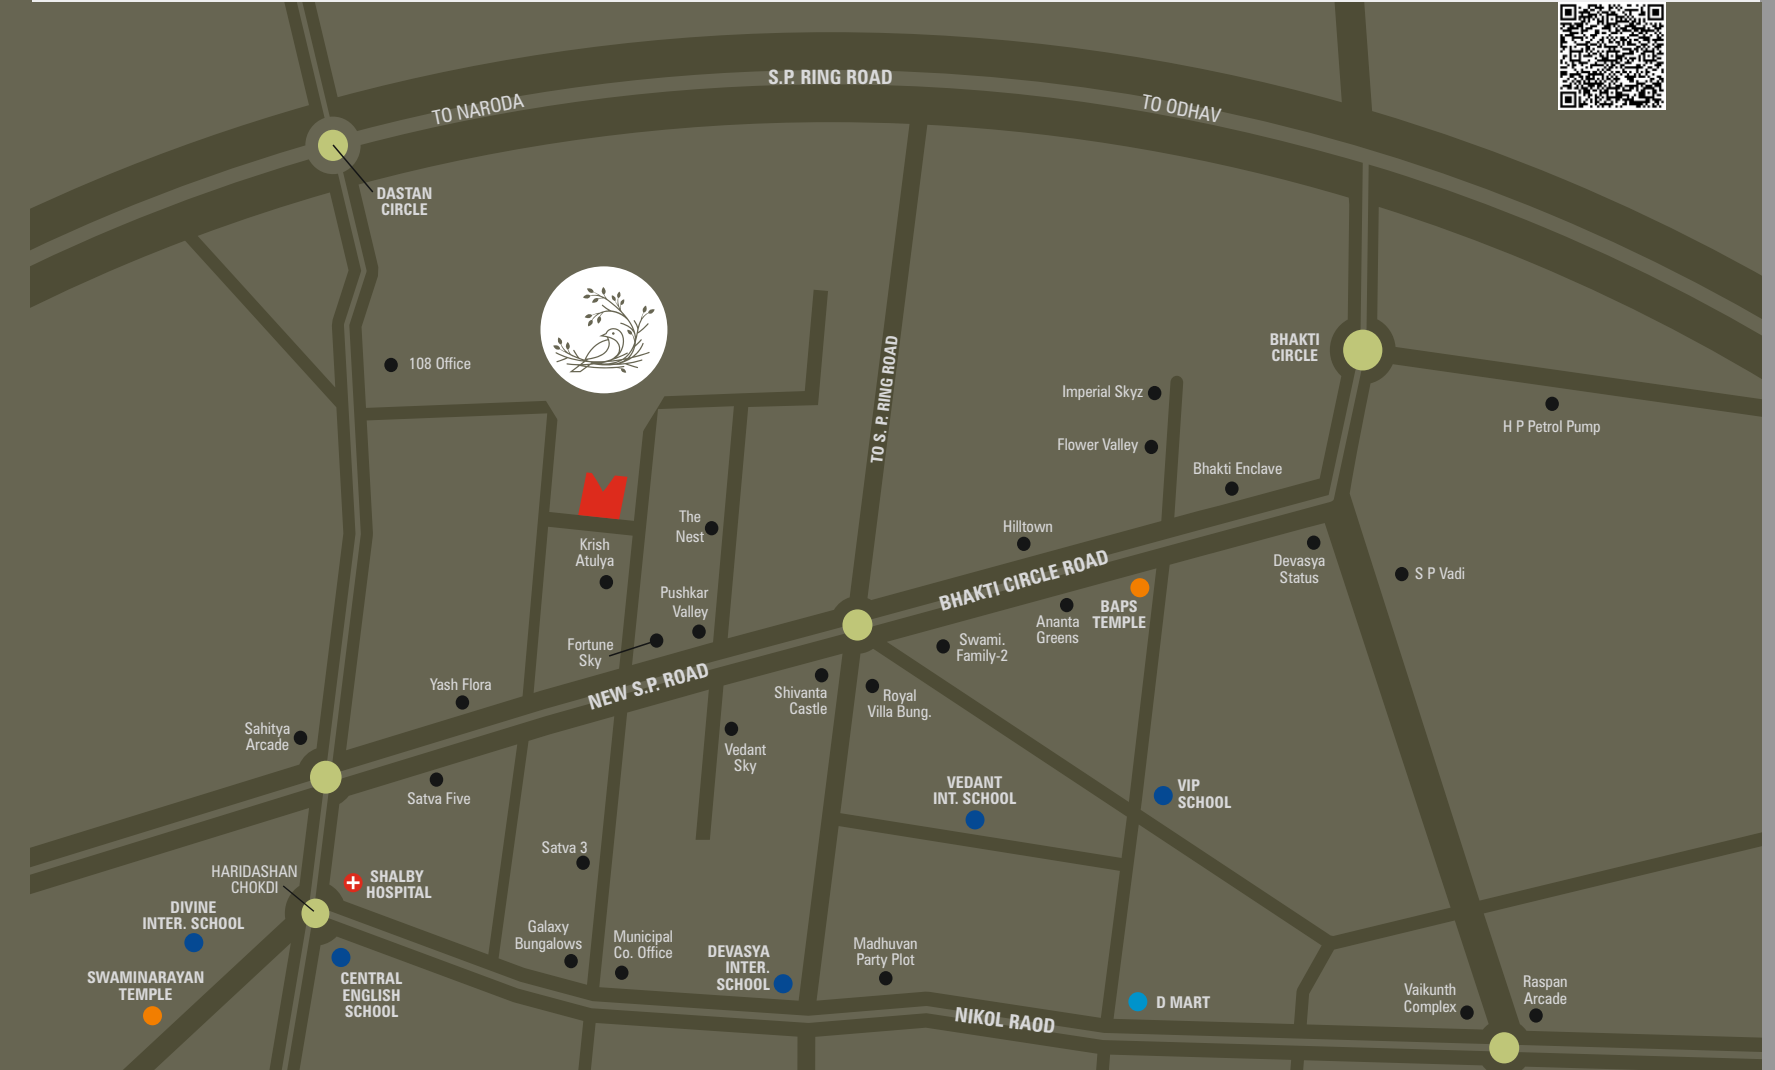 S.P. RING ROAD
TO NARODA
TO ODHAV
DASTAN
CIRCLE
108 Office
TO S. P. RING ROAD
BHAKTI
CIRCLE
Imperial Skyz
H P Petrol Pump
Flower Valley
Bhakti Enclave
The
Nest
Hilltown
Krish
Atulya
BHAKTI CIRCLE ROAD
Devasya
Status
S P Vadi
Pushkar
Valley
BAPS
TEMPLE
Ananta
Greens
Fortune
Sky
Swami.
Family-2
NEW S.P. ROAD
Yash Flora
Shivanta
Castle
Royal
Villa Bung.
Sahitya
Arcade
Vedant
Sky
Satva Five
VEDANT
INT. SCHOOL
VIP
SCHOOL
Satva 3
HARIDASHAN
CHOKDI
SHALBY
HOSPITAL
DIVINE
INTER. SCHOOL
Galaxy
Bungalows
Municipal
Co. Office
DEVASYA
INTER.
SCHOOL
Madhuvan
Party Plot
SWAMINARAYAN
TEMPLE
CENTRAL
ENGLISH
SCHOOL
NIKOL RAOD
D MART
Vaikunth
Complex
Raspan
Arcade